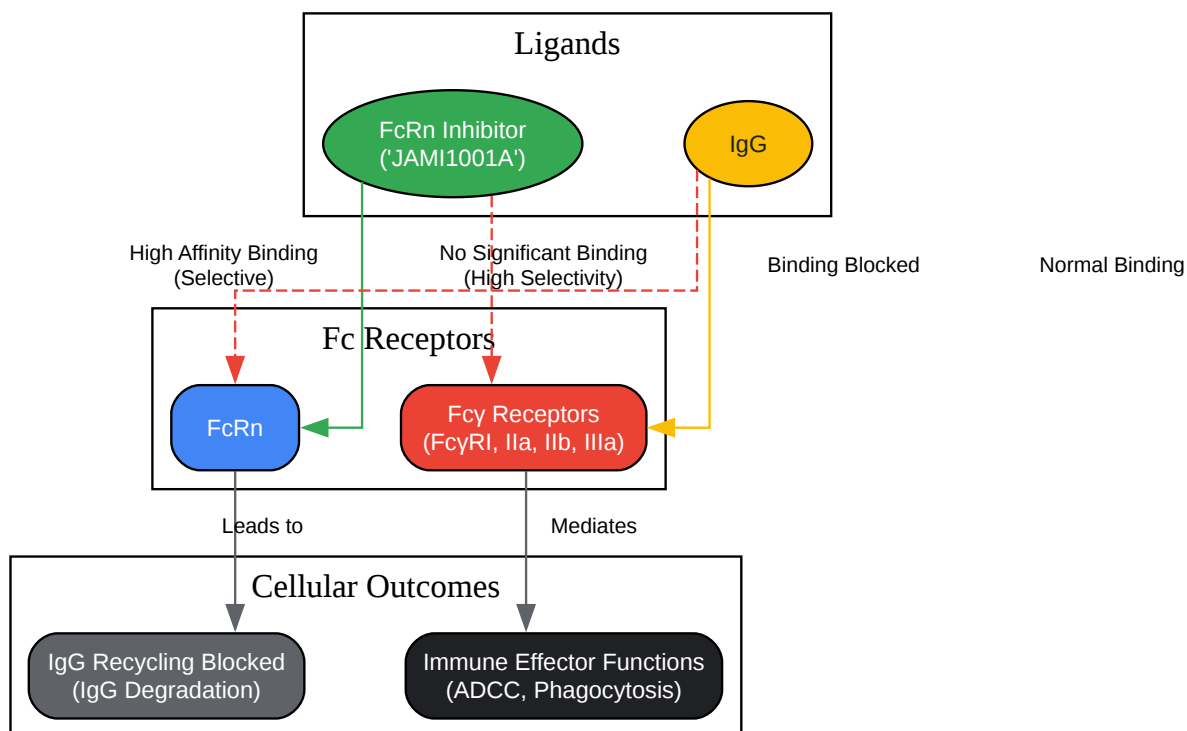 Ligands
FcRn Inhibitor
('JAMI1001A')
IgG
High Affinity Binding
(Selective)
No Significant Binding
(High Selectivity)
Binding Blocked
Normal Binding
Fc Receptors
FcRn
Fcγ Receptors
(FcγRI, IIa, IIb, IIIa)
Leads to
Mediates
Cellular Outcomes
IgG Recycling Blocked
(IgG Degradation)
Immune Effector Functions
(ADCC, Phagocytosis)